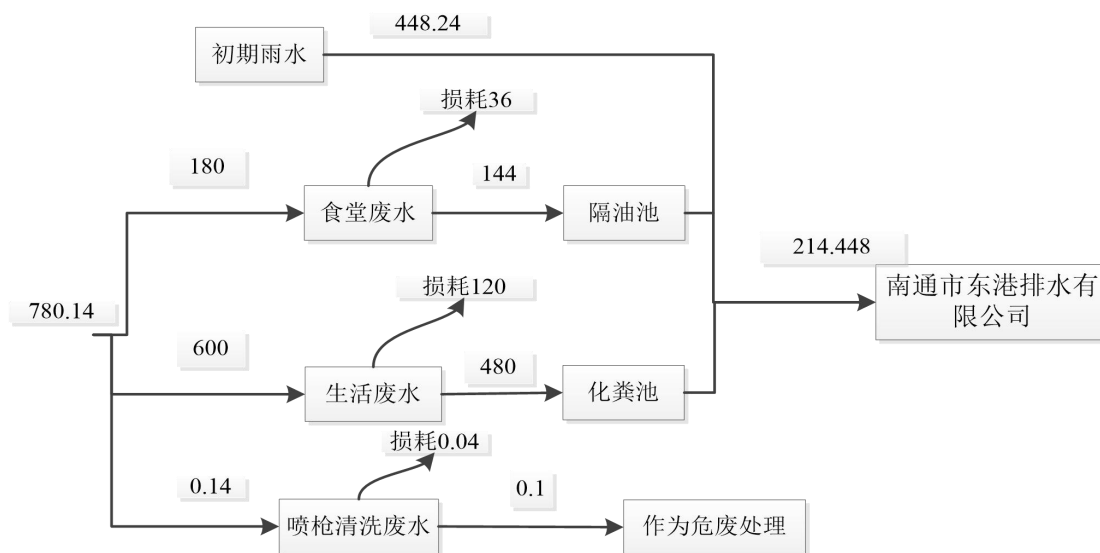 448.24
初期雨水
损耗36
180
144
食堂废水
隔油池
214.448
损耗120
780.14
南通市东港排水有
限公司
600
480
生活废水
化粪池
损耗0.04
0.14
0.1
喷枪清洗废水
作为危废处理